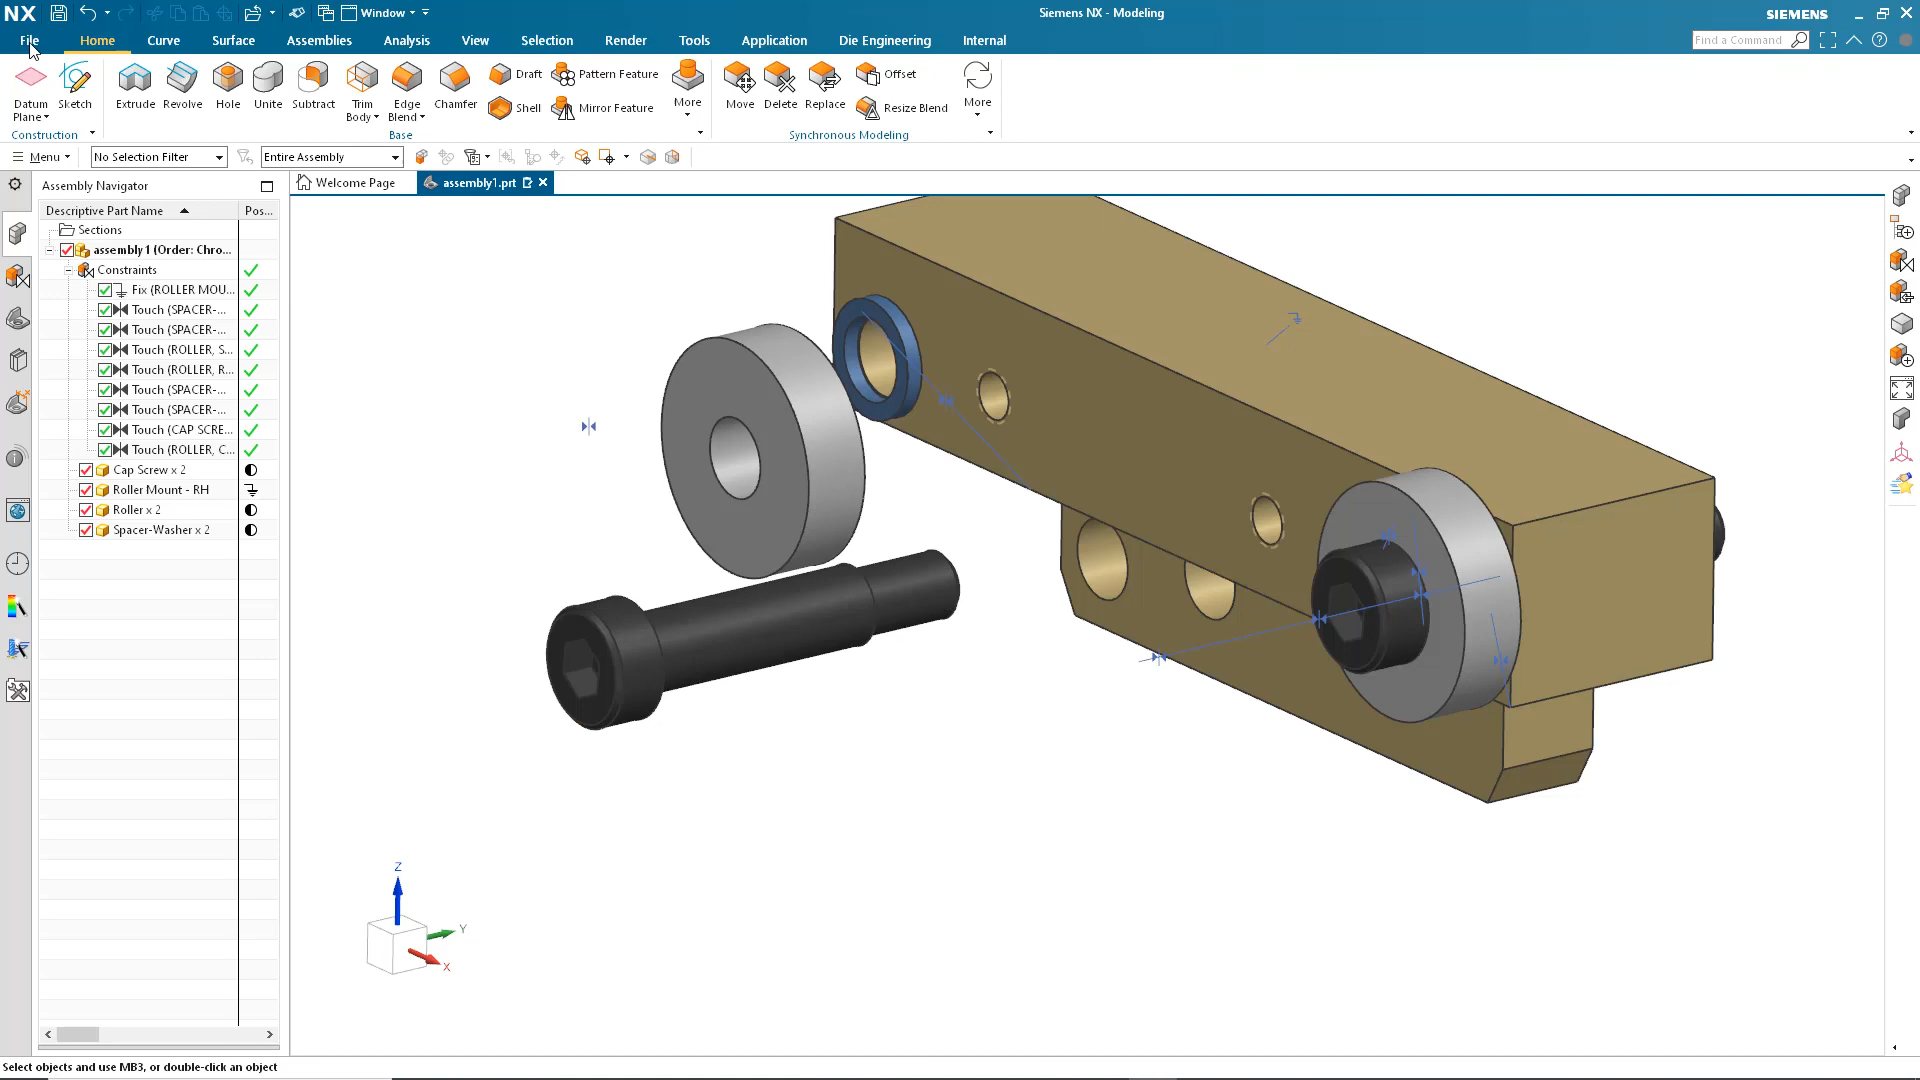 NX Window Siemens NX - Modeling SIEMENS
File Home Curve Surface Assemblies Analysis View Selection Render Tools Application Die Engineering Internal Find a Command
Datum Plane Sketch Extrude Revolve Hole Unite Subtract Trim Body Edge Blend Chamfer Draft Shell Pattern Feature Mirror Feature More Move Delete Replace Offset Resize Blend More
Construction Base Synchronous Modeling
Menu No Selection Filter Entire Assembly
Assembly Navigator Welcome Page assembly1.prt
Descriptive Part Name Pos...
Sections
assembly1 (Order: Chro...
Constraints
Fix (ROLLER MOU...
Touch (SPACER-...
Touch (SPACER-...
Touch (ROLLER, S...
Touch (ROLLER, R...
Touch (SPACER-...
Touch (SPACER-...
Touch (CAP SCRE...
Touch (ROLLER, C...
Cap Screw x 2
Roller Mount - RH
Roller x 2
Spacer-Washer x 2
Z
Y
X
Select objects and use MB3, or double-click an object